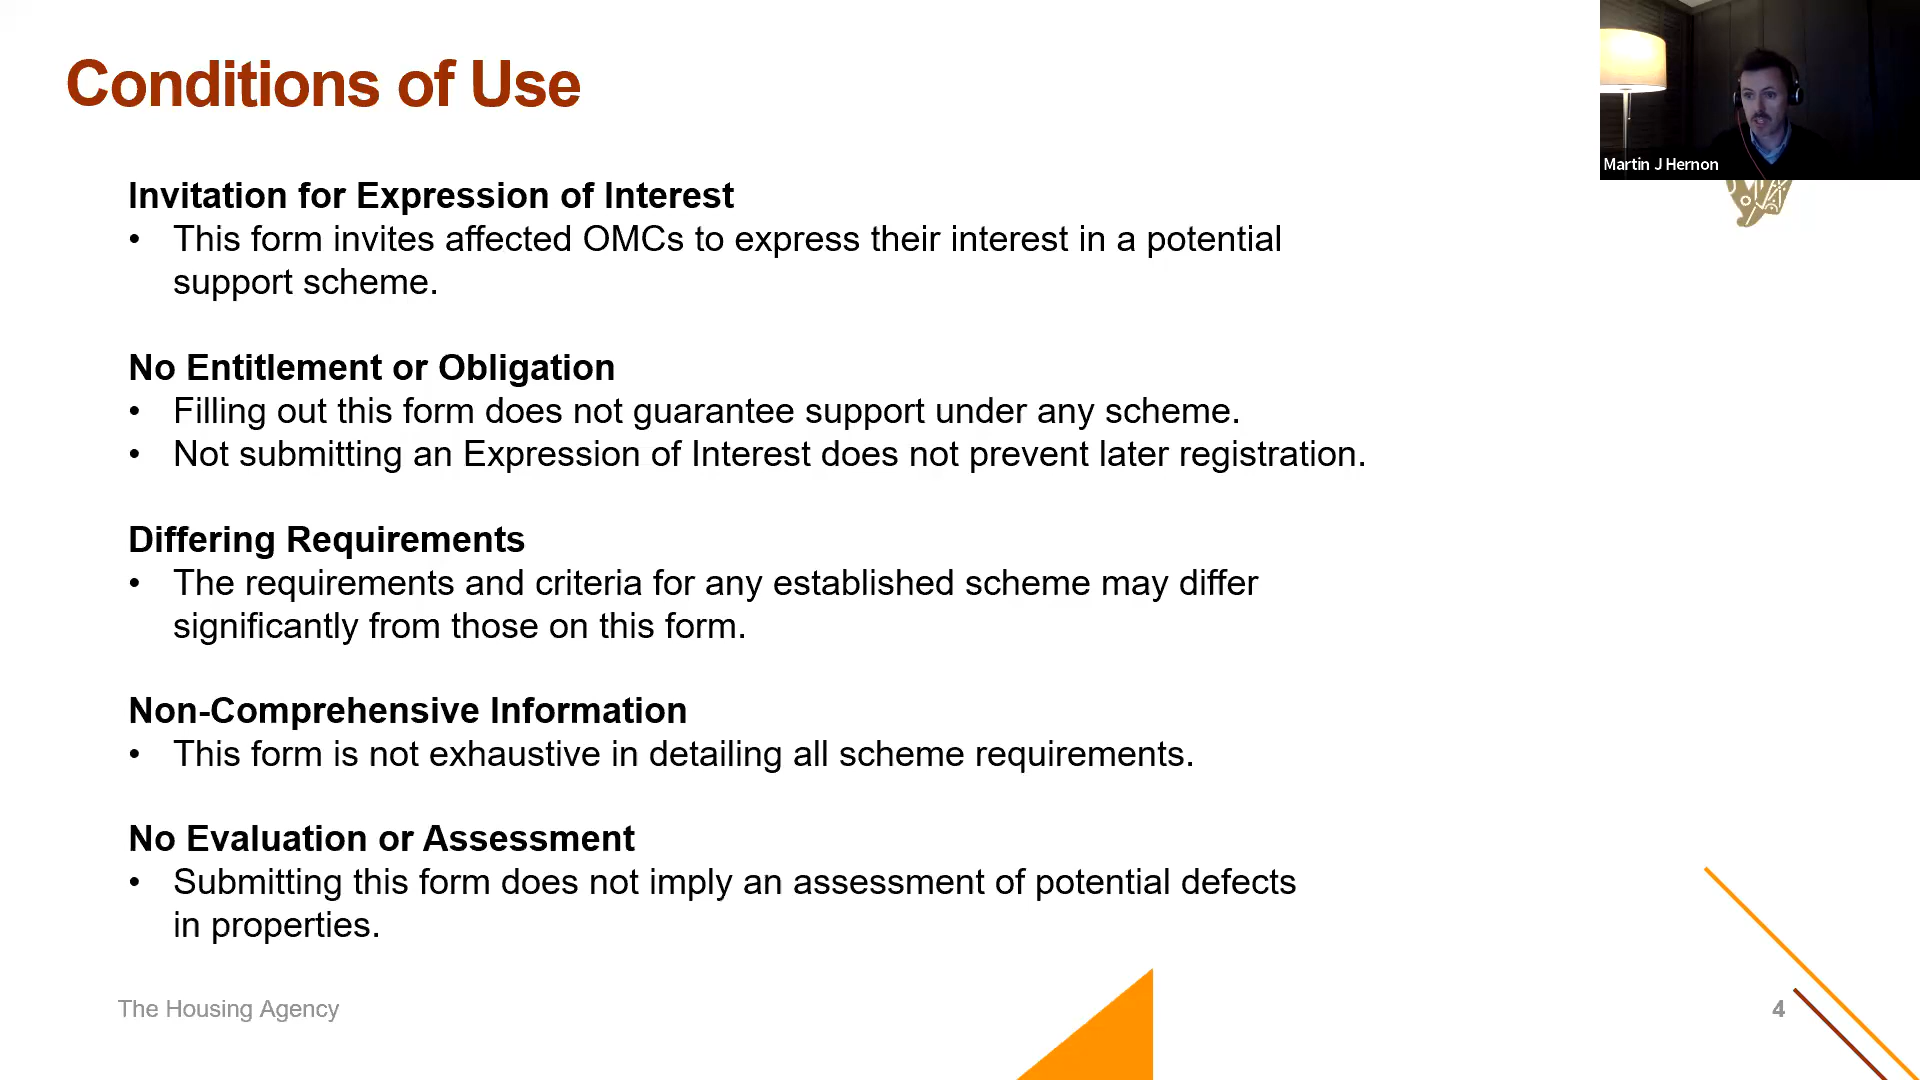 Conditions of Use
Martin J Hernon
Invitation for Expression of Interest
• This form invites affected OMCs to express their interest in a potential
support scheme.
No Entitlement or Obligation
• Filling out this form does not guarantee support under any scheme.
• Not submitting an Expression of Interest does not prevent later registration.
Differing Requirements
• The requirements and criteria for any established scheme may differ
significantly from those on this form.
Non-Comprehensive Information
• This form is not exhaustive in detailing all scheme requirements.
No Evaluation or Assessment
• Submitting this form does not imply an assessment of potential defects
in properties.
The Housing Agency
4